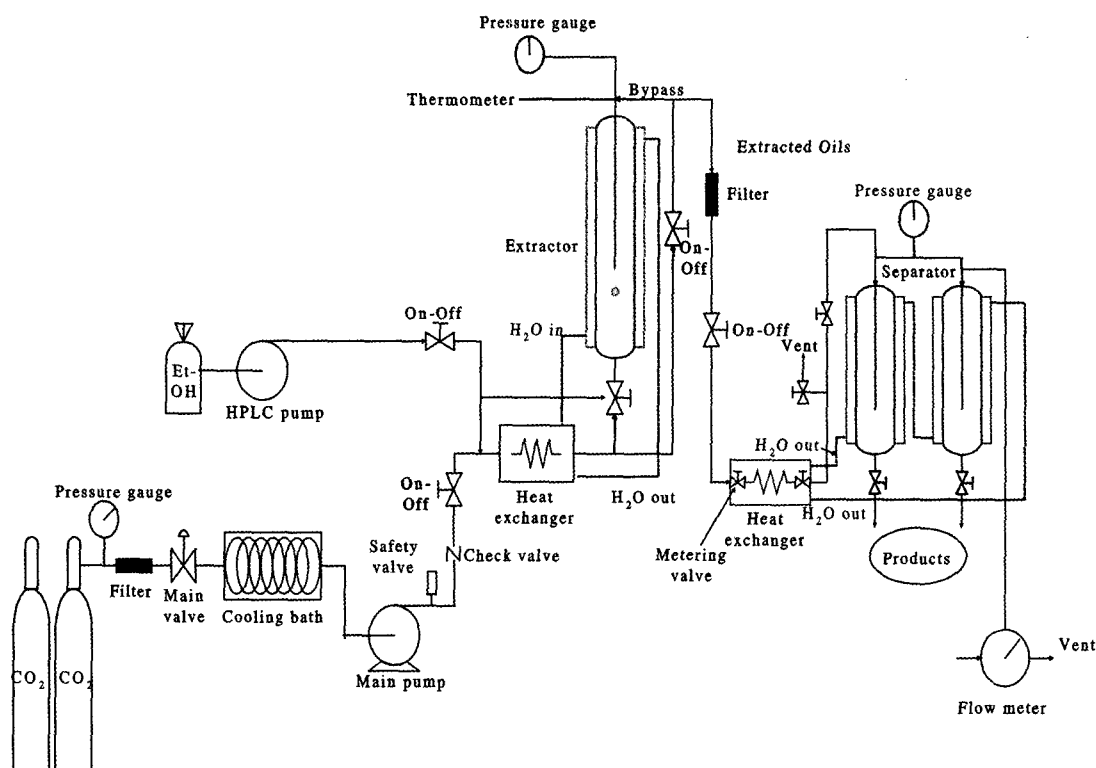 Pressure gauge
Thermometer
Bypass
Extracted Oils
Filter
Pressure gauge
Extractor
On-
Off
Separator
On-Off
H₂O in
On-Off
Vent
Et-
OH
HPLC pump
H₂O out
On-
Off
Heat
exchanger
H₂O out
H₂O out
Heat
exchanger
Metering
valve
Products
Pressure gauge
Safety
valve
Check valve
Filter
Main
valve
Cooling bath
Main pump
CO₂
CO₂
Vent
Flow meter